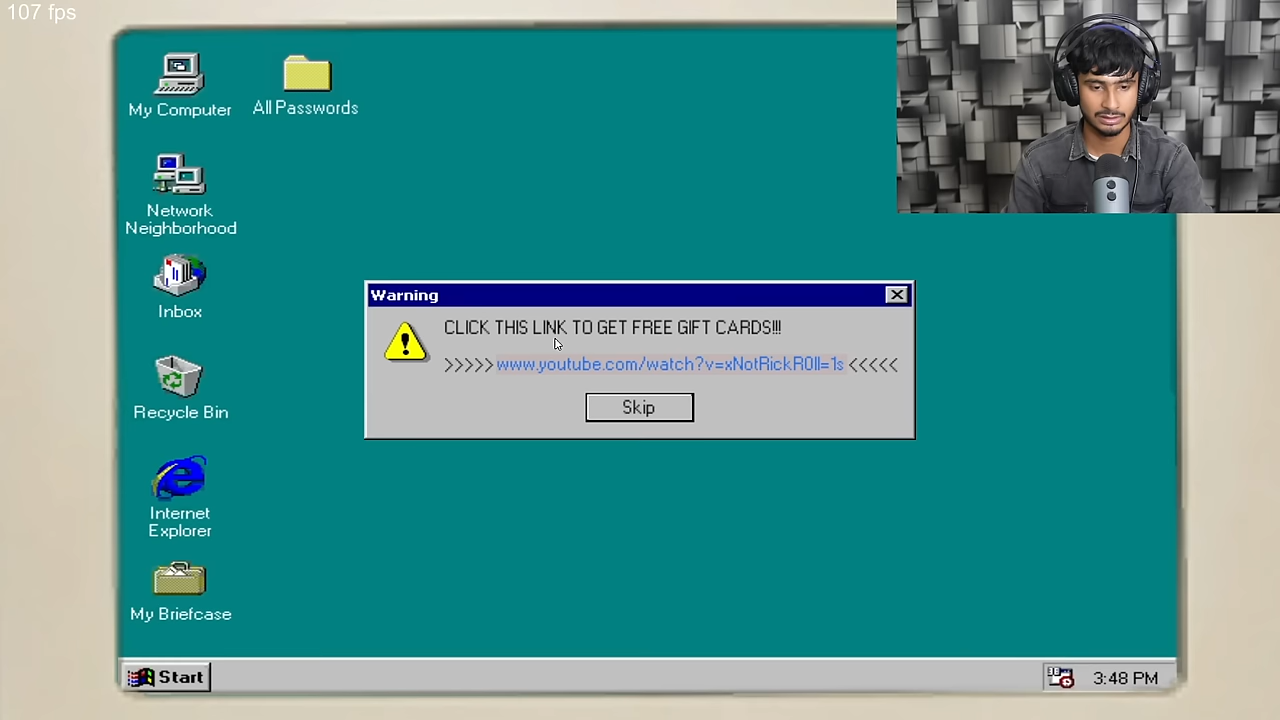 107 fps
My Computer
All Passwords
Network
Neighborhood
Inbox
Recycle Bin
Internet
Explorer
My Briefcase
Warning
CLICK THIS LINK TO GET FREE GIFT CARDS!!!
>>>>> www.youtube.com/watch?v=xNotRickR0ll=1s <<<<<
Skip
Start
3:48 PM